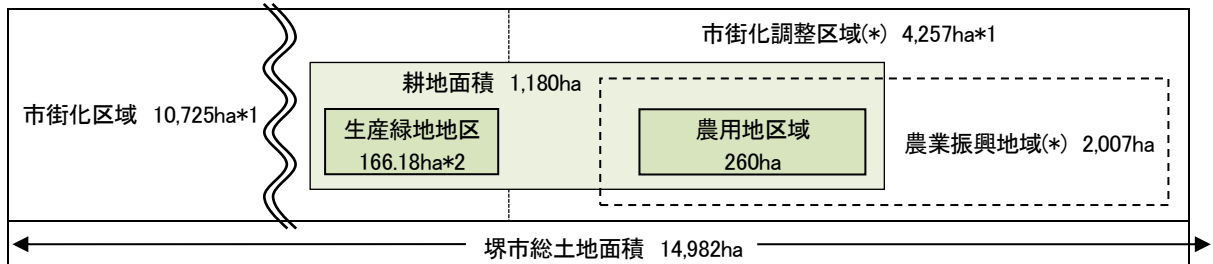 市街化調整区域(*) 4,257ha*1
耕地面積 1,180ha
市街化区域 10,725ha*1
生産緑地地区
166.18ha*2
農用地区域
260ha
農業振興地域(*) 2,007ha
堺市総土地面積 14,982ha